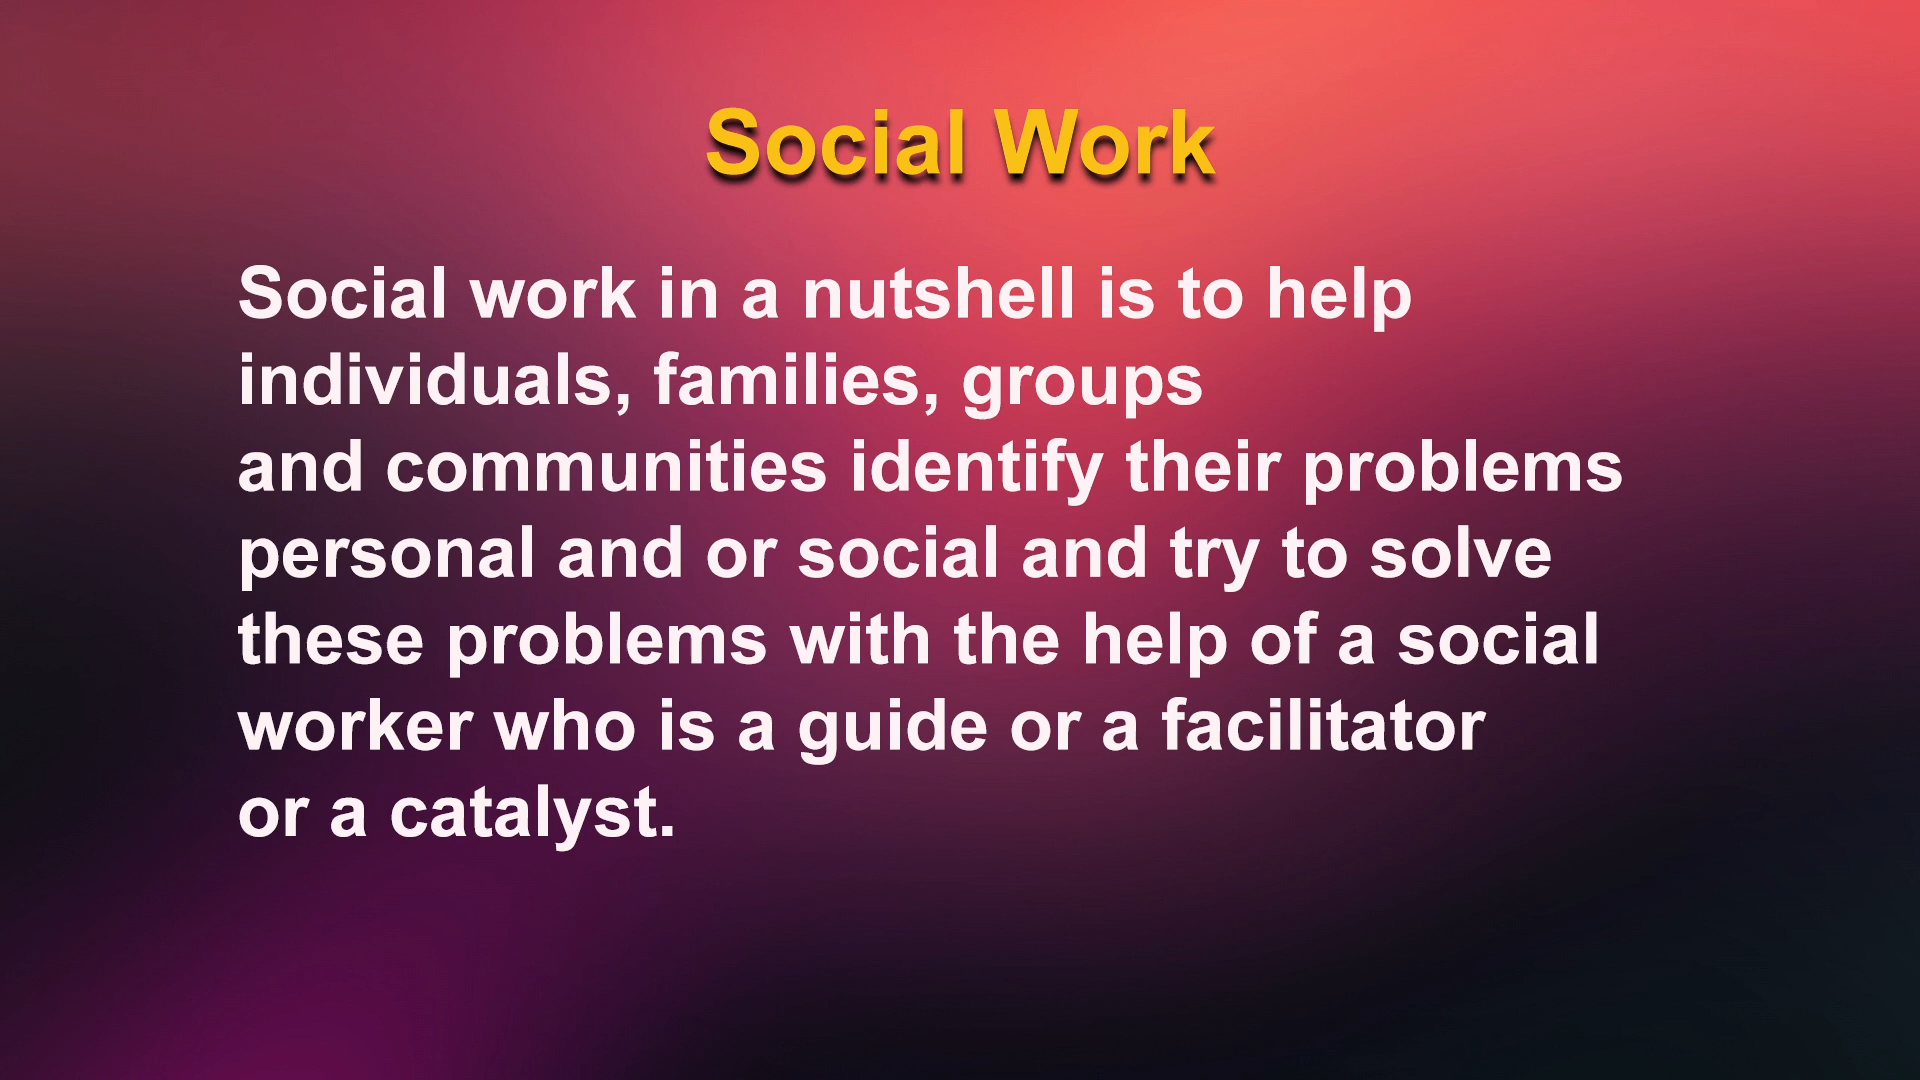 Social Work
Social work in a nutshell is to help
individuals, families, groups
and communities identify their problems
personal and or social and try to solve
these problems with the help of a social
worker who is a guide or a facilitator
or a catalyst.